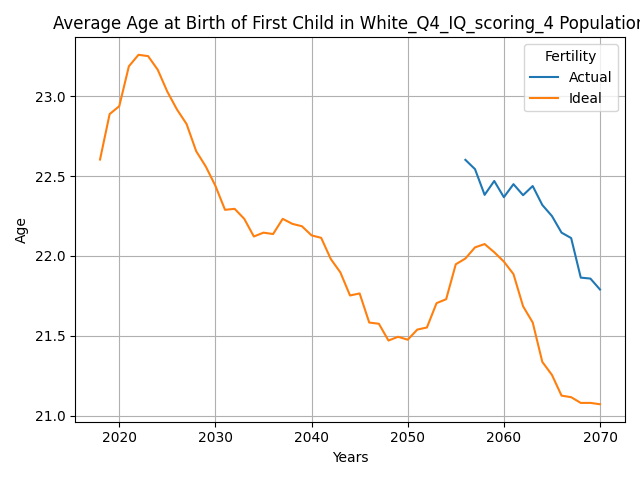 Average Age at Birth of First Child in White_Q4_IQ_scoring_4 Population
Fertility
Actual
Ideal
23.0
22.5
22.0
21.5
21.0
Age
2020 2030 2040 2050 2060 2070
Years